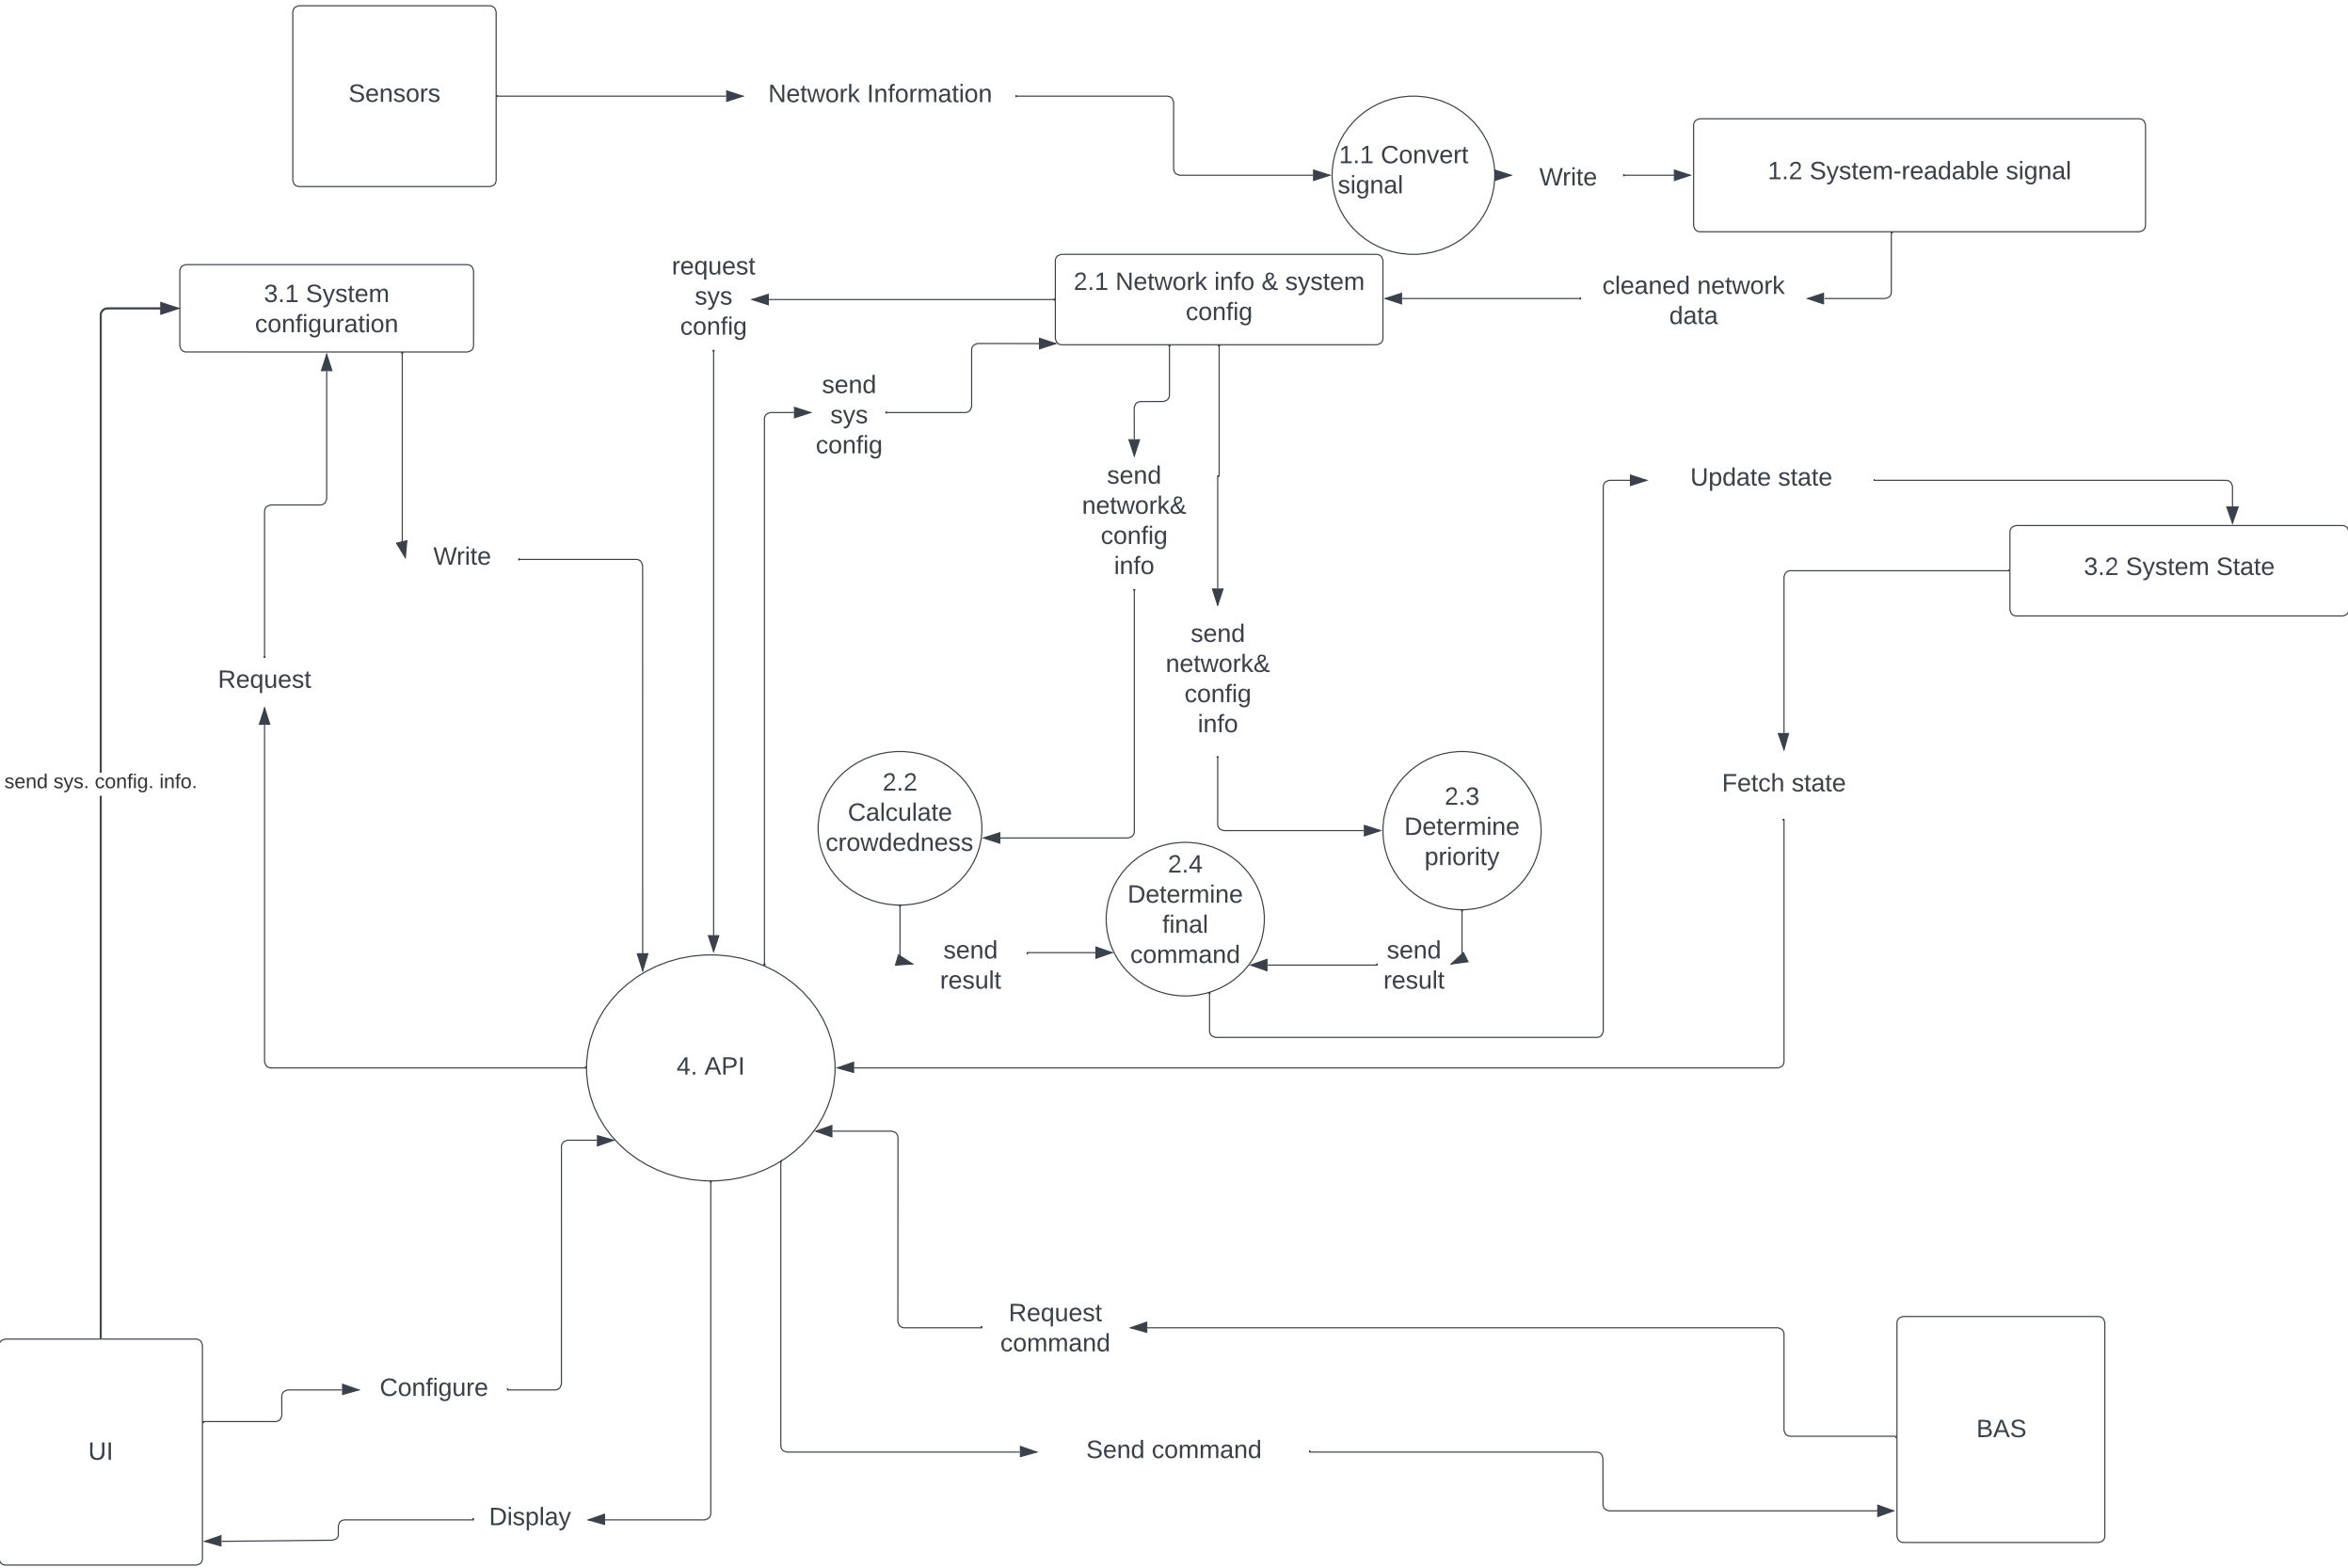 Sensors
Network Information
1.1 Convert
signal
Write
1.2 System-readable signal
request
sys
config
2.1 Network info & system
config
cleaned network
data
3.1 System
configuration
send
sys
config
send
network&
config
info
Update state
Write
3.2 System State
send
network&
config
info
Request
send sys. config. info.
2.2
Calculate
crowdedness
2.3
Determine
priority
Fetch state
2.4
Determine
final
command
send
result
send
result
4. API
Request
command
Configure
UI
BAS
Send command
Display